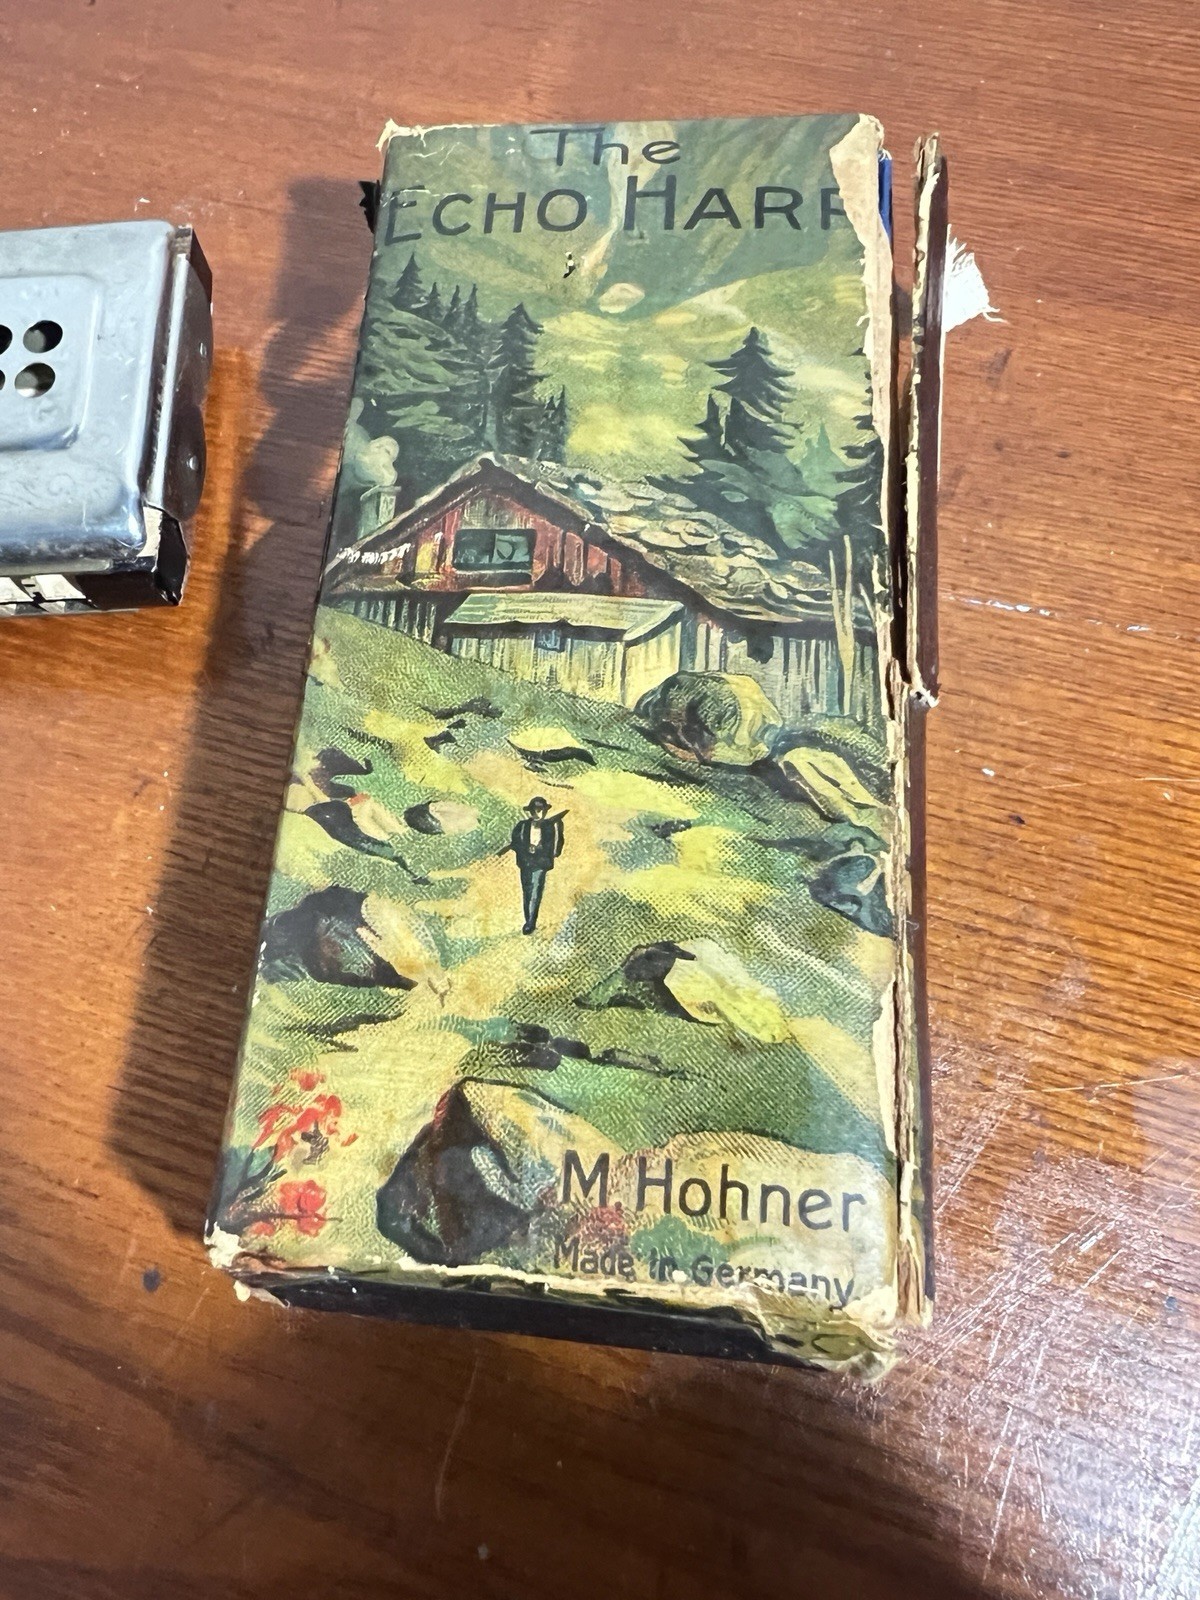 The
ECHO HARP
M. Hohner
Made in Germany